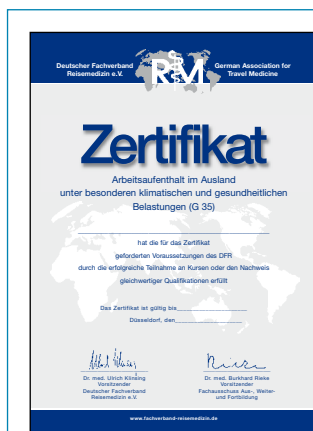 Deutscher Fachverband
Reisemedizin e.V.
RM
German Association for
Travel Medicine
Zertifikat
Arbeitsaufenthalt im Ausland
unter besonderen klimatischen und gesundheitlichen
Belastungen (G 35)
hat die für das Zertifikat
geforderten Voraussetzungen des DFR
durch die erfolgreiche Teilnahme an Kursen oder den Nachweis
gleichwertiger Qualifikationen erfüllt
Das Zertifikat ist gültig bis
Düsseldorf, den
Dr. med. Ulrich Klinsing
Vorsitzender
Deutscher Fachverband
Reisemedizin e.V.
Dr. med. Burkhard Rieke
Vorsitzender
Fachausschuss Aus-, Weiter-
und Fortbildung
www.fachverband-reisemedizin.de